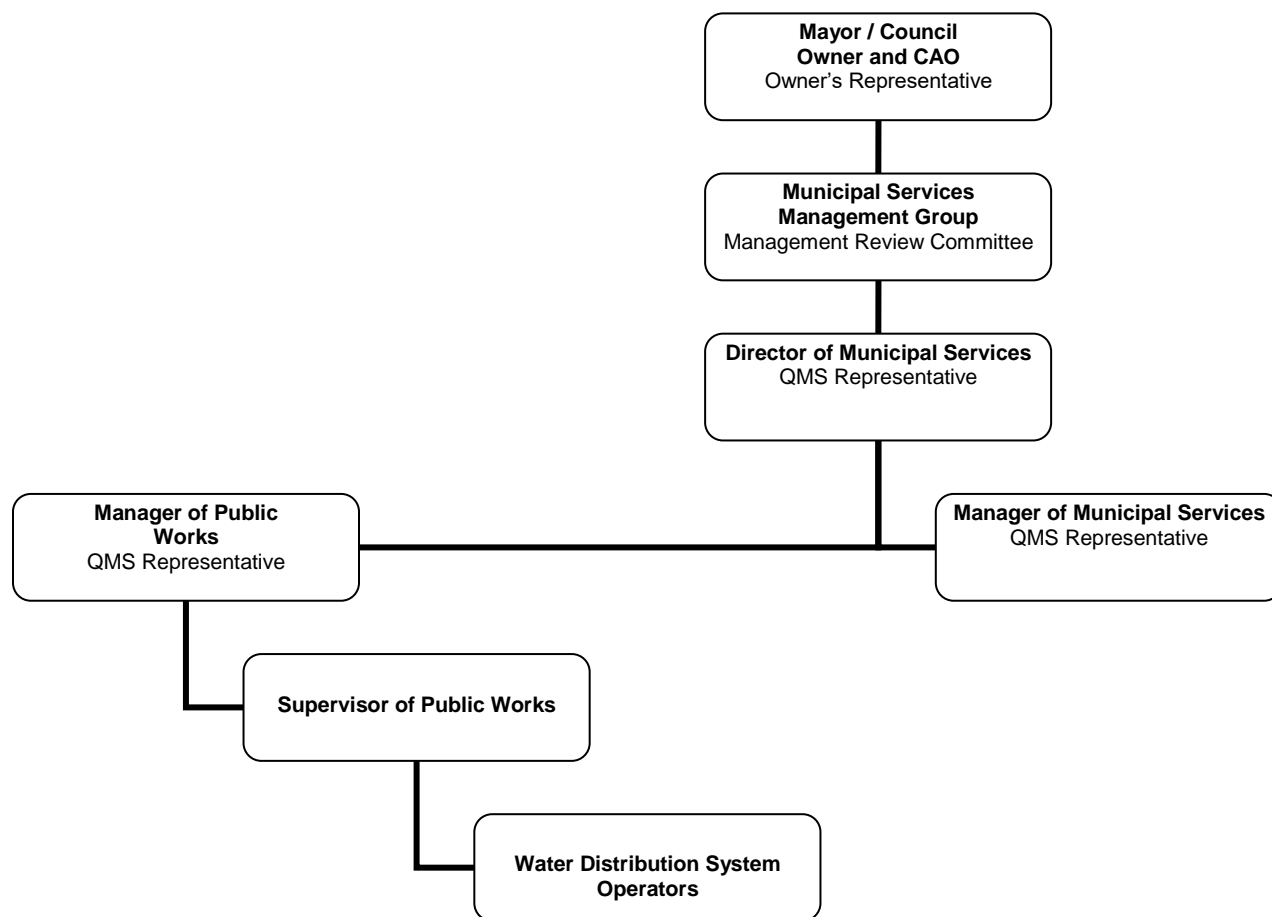 Mayor / Council
Owner and CAO
Owner’s Representative
Municipal Services
Management Group
Management Review Committee
Director of Municipal Services
QMS Representative
Manager of Public
Works
QMS Representative
Manager of Municipal Services
QMS Representative
Supervisor of Public Works
Water Distribution System
Operators